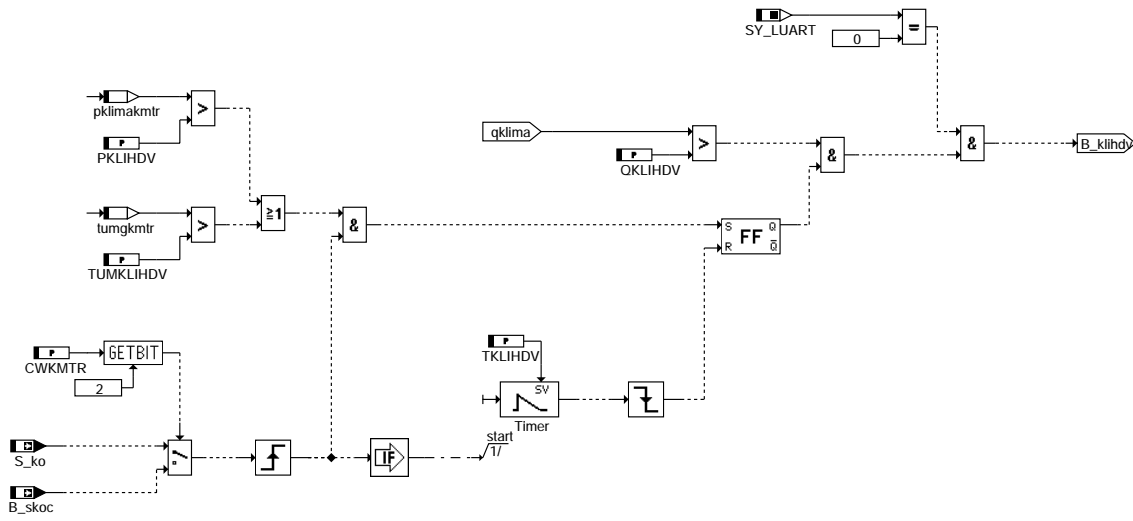 SY_LUART
0
=
pklimakmtr
>
P
PKLIHDV
qklima
>
P
QKLIHDV
&
&
B_klihdv
tumgkmtr
>
P
TUMKLIHDV
≧1
&
S Q
FF
R Q̅
P
CWKMTR
GETBIT
2
P
TKLIHDV
SV
Timer
S_ko
B_skoc
IF
start
1/